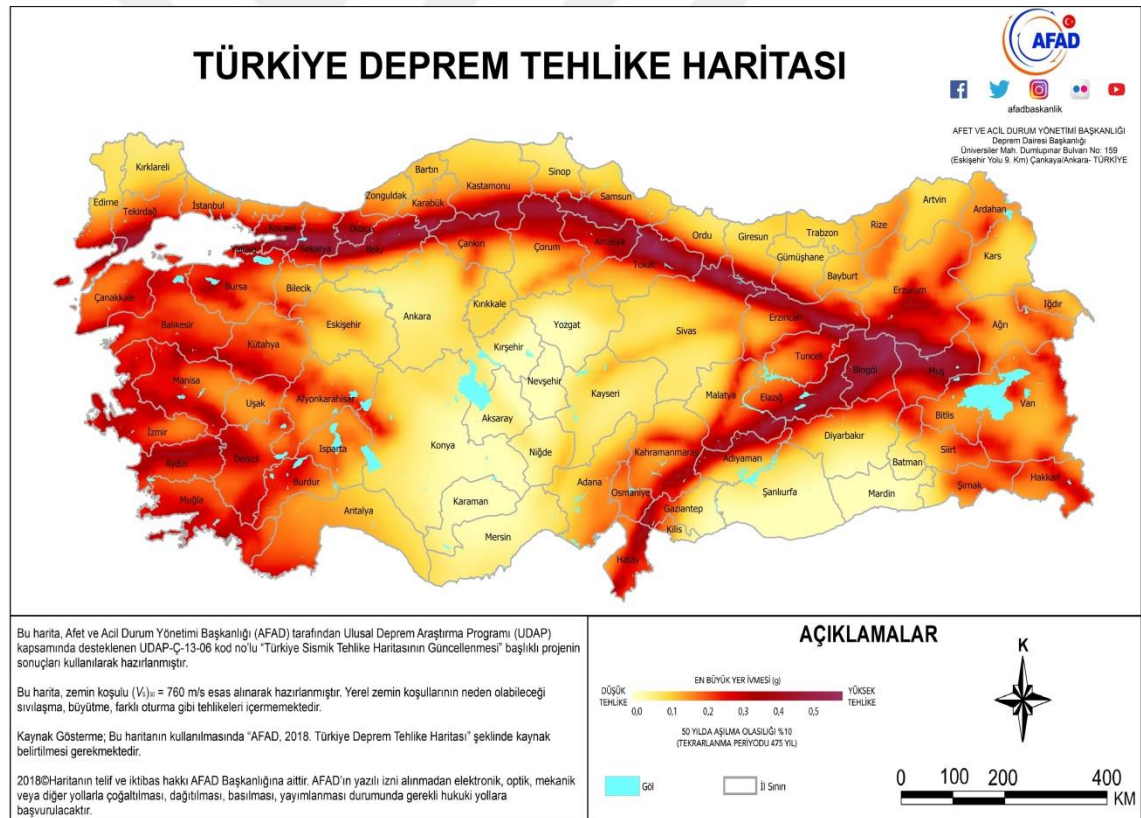 TÜRKİYE DEPREM TEHLİKE HARİTASI
AFAD
afadbaskanlik
AFET VE ACİL DURUM YÖNETİMİ BAŞKANLIĞI
Deprem Dairesi Başkanlığı
Üniversiler Mah. Dumlupınar Bulvarı No: 159
(Eskişehir Yolu 9. Km) Çankaya/Ankara- TÜRKİYE
Kırklareli
Edirne
Tekirdağ
İstanbul
Kocaeli
Yalova
Sakarya
Düzce
Bolu
Zonguldak
Bartın
Karabük
Kastamonu
Sinop
Samsun
Çankırı
Çorum
Amasya
Tokat
Ordu
Giresun
Trabzon
Gümüşhane
Rize
Bayburt
Artvin
Ardahan
Kars
Iğdır
Ağrı
Erzurum
Erzincan
Çanakkale
Balıkesir
Bursa
Bilecik
Eskişehir
Kütahya
Ankara
Kırıkkale
Kırşehir
Yozgat
Sivas
Tunceli
Bingöl
Muş
Van
Bitlis
Manisa
Uşak
Afyonkarahisar
İzmir
Aydın
Denizli
Isparta
Burdur
Muğla
Antalya
Konya
Aksaray
Nevşehir
Niğde
Kayseri
Karaman
Mersin
Adana
Kahramanmaraş
Osmaniye
Malatya
Elazığ
Adıyaman
Gaziantep
Kilis
Hatay
Şanlıurfa
Diyarbakır
Mardin
Batman
Siirt
Şırnak
Hakkari
Bu harita, Afet ve Acil Durum Yönetimi Başkanlığı (AFAD) tarafından Ulusal Deprem Araştırma Programı (UDAP)
kapsamında desteklenen UDAP-Ç-13-06 kod no'lu "Türkiye Sismik Tehlike Haritasının Güncellenmesi" başlıklı projenin
sonuçları kullanılarak hazırlanmıştır.
Bu harita, zemin koşulu (Vs)30 = 760 m/s esas alınarak hazırlanmıştır. Yerel zemin koşullarının neden olabileceği
sıvılaşma, büyütme, farklı oturma gibi tehlikeleri içermemektedir.
Kaynak Gösterme; Bu haritanın kullanılmasında "AFAD, 2018. Türkiye Deprem Tehlike Haritası" şeklinde kaynak
belirtilmesi gerekmektedir.
2018©Haritanın telif ve iktibas hakkı AFAD Başkanlığına aittir. AFAD'ın yazılı izni alınmadan elektronik, optik, mekanik
veya diğer yollarla çoğaltılması, dağıtılması, basılması, yayımlanması durumunda gerekli hukuki yollara
başvurulacaktır.
AÇIKLAMALAR
EN BÜYÜK YER İVMESİ (g)
DÜŞÜK
TEHLİKE
YÜKSEK
TEHLİKE
0,0 0,1 0,2 0,3 0,4 0,5
50 YILDA AŞILMA OLASILIĞI %10
(TEKRARLANMA PERİYODU 475 YIL)
Göl
İl Sınırı
K
0 100 200 400
KM